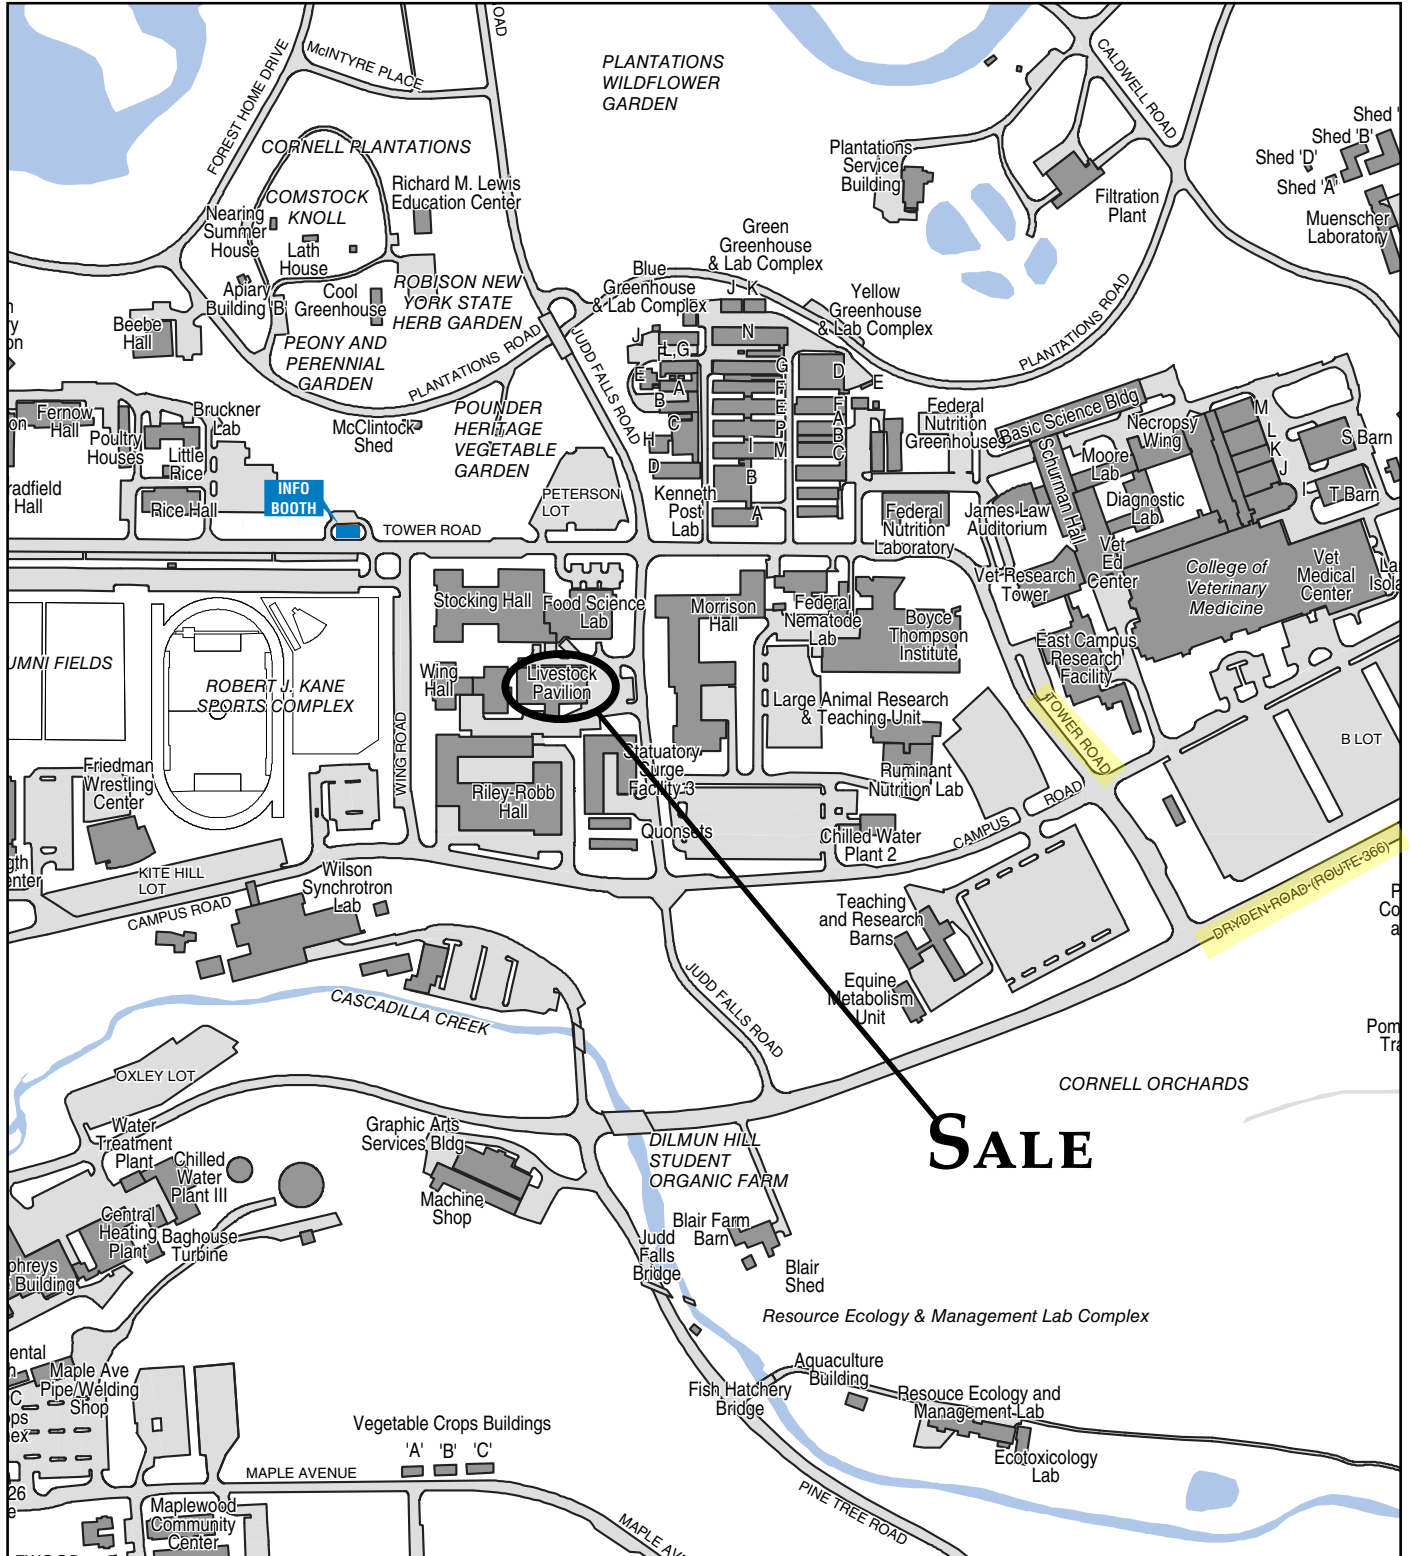 ROAD
McINTYRE PLACE
FOREST HOME DRIVE
PLANTATIONS
WILDFLOWER
GARDEN
CALDWELL ROAD
CORNELL PLANTATIONS
COMSTOCK
KNOLL
Richard M. Lewis
Education Center
Nearing
Summer
House
Lath
House
Plantations
Service
Building
Filtration
Plant
Shed 'B'
Shed 'D'
Shed 'A'
Muenscher
Laboratory
Green
Greenhouse
& Lab Complex
Blue
Greenhouse
& Lab Complex
Yellow
Greenhouse
& Lab Complex
Apiary
Building 'B'
Cool
Greenhouse
ROBISON NEW
YORK STATE
HERB GARDEN
Beebe
Hall
PEONY AND
PERENNIAL
GARDEN
PLANTATIONS ROAD
JUDD FALLS ROAD
PLANTATIONS ROAD
J K
N
J
L,G
F
E
A
B
C
H
D
G
F
E
P
I
M
B
A
D
E
F
A
B
C
Fernow
Hall
Poultry
Houses
Bruckner
Lab
Little
Rice
Rice Hall
McClintock
Shed
POUNDER
HERITAGE
VEGETABLE
GARDEN
PETERSON
LOT
Kenneth
Post
Lab
Federal
Nutrition
Greenhouses
Basic Science Bldg
Necropsy
Wing
Moore
Lab
Schurman Hall
Diagnostic
Lab
M
L
K
J
I
S Barn
T Barn
INFO
BOOTH
TOWER ROAD
Federal
Nutrition
Laboratory
James Law
Auditorium
Vet
Ed
Center
College of
Veterinary
Medicine
Vet
Medical
Center
Vet Research
Tower
Stocking Hall
Food Science
Lab
Morrison
Hall
Federal
Nematode
Lab
Boyce
Thompson
Institute
East Campus
Research
Facility
ROBERT J. KANE
SPORTS COMPLEX
Wing
Hall
Livestock
Pavilion
Large Animal Research
& Teaching Unit
TOWER ROAD
B LOT
WING ROAD
Friedman
Wrestling
Center
Riley-Robb
Hall
Statuatory
Surge
Facility 3
Quonsets
Ruminant
Nutrition Lab
Chilled Water
Plant 2
CAMPUS ROAD
KITE HILL
LOT
CAMPUS ROAD
Wilson
Synchrotron
Lab
DRYDEN ROAD (ROUTE 366)
Teaching
and Research
Barns
Equine
Metabolism
Unit
CASCADILLA CREEK
JUDD FALLS ROAD
OXLEY LOT
CORNELL ORCHARDS
SALE
Water
Treatment
Plant
Chilled
Water
Plant III
Central
Heating
Plant
Baghouse
Turbine
Building
Graphic Arts
Services Bldg
Machine
Shop
DILMUN HILL
STUDENT
ORGANIC FARM
Blair Farm
Barn
Judd
Falls
Bridge
Blair
Shed
Resource Ecology & Management Lab Complex
Maple Ave
Pipe/Welding
Shop
Aquaculture
Building
Fish Hatchery
Bridge
Resouce Ecology and
Management Lab
Ecotoxicology
Lab
Vegetable Crops Buildings
'A' 'B' 'C'
MAPLE AVENUE
Maplewood
Community
Center
PINE TREE ROAD